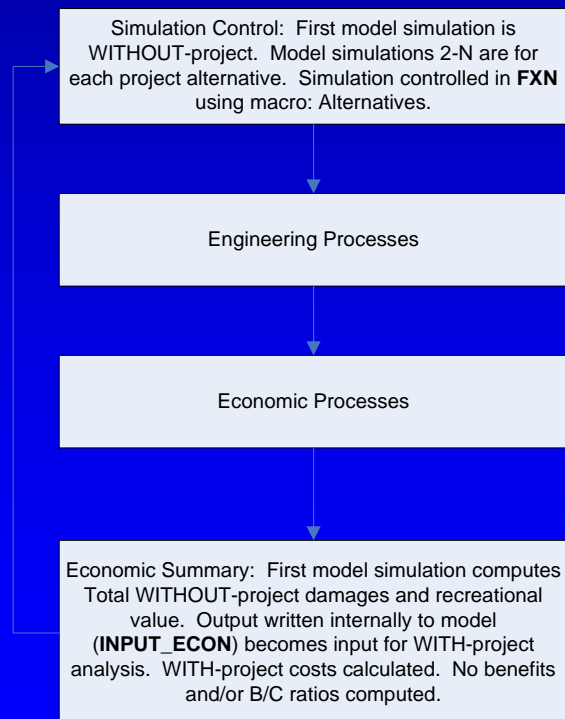 Simulation Control: First model simulation is
WITHOUT-project. Model simulations 2-N are for
each project alternative. Simulation controlled in FXN
using macro: Alternatives.
Engineering Processes
Economic Processes
Economic Summary: First model simulation computes
Total WITHOUT-project damages and recreational
value. Output written internally to model
(INPUT_ECON) becomes input for WITH-project
analysis. WITH-project costs calculated. No benefits
and/or B/C ratios computed.